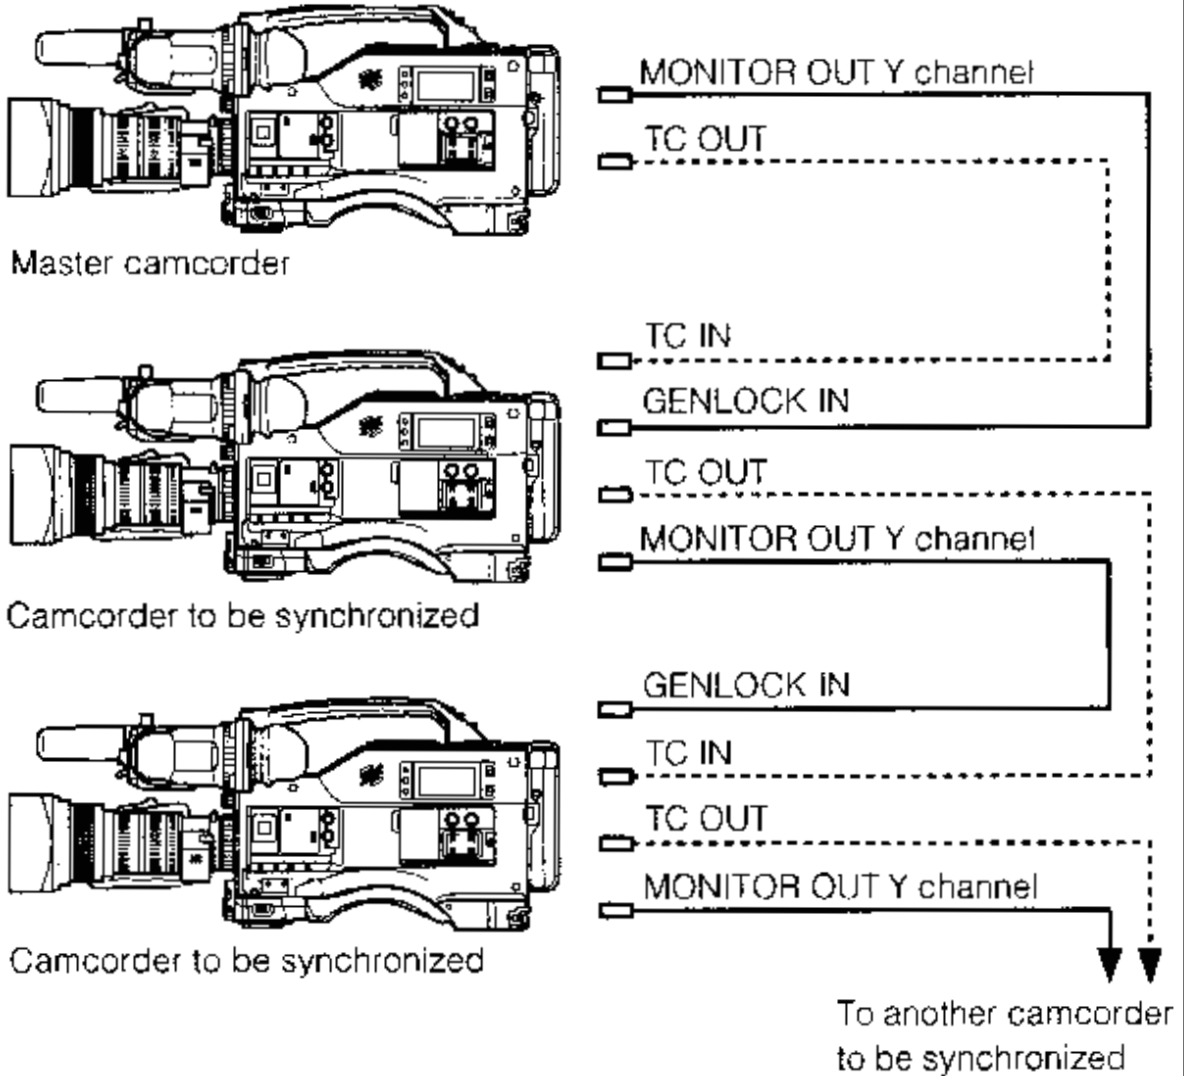 MONITOR OUT Y channel
TC OUT
Master camcorder
TC IN
GENLOCK IN
TC OUT
MONITOR OUT Y channel
Camcorder to be synchronized
GENLOCK IN
TC IN
TC OUT
MONITOR OUT Y channel
Camcorder to be synchronized
To another camcorder
to be synchronized